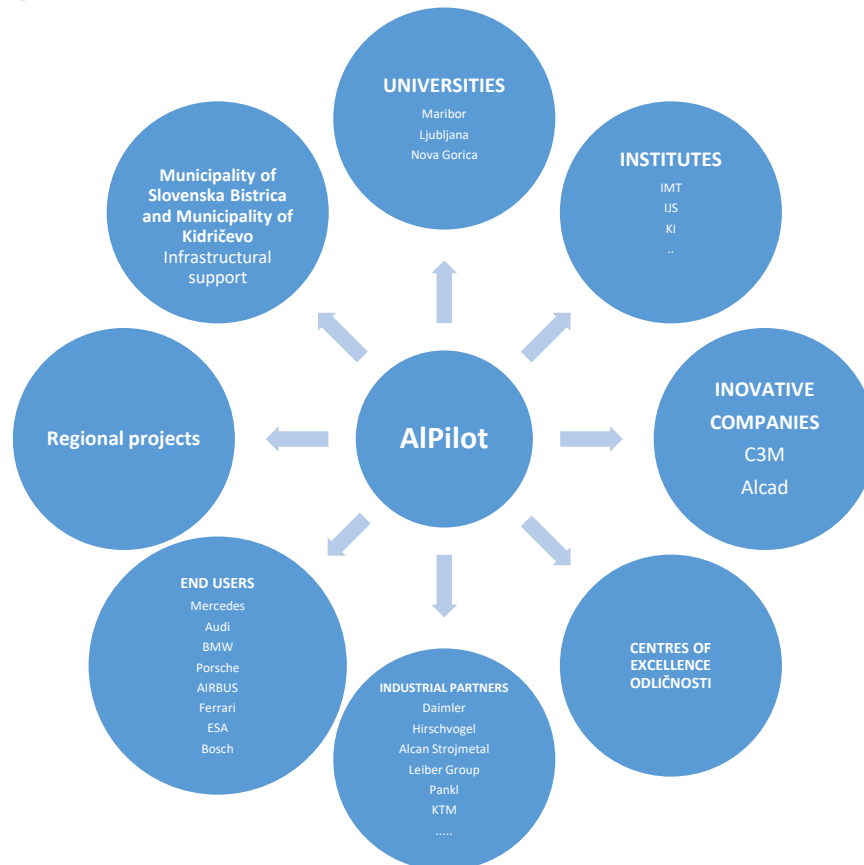 UNIVERSITIES
Maribor
Ljubljana
Nova Gorica
INSTITUTES
IMT
IJS
KI
..
INOVATIVE
COMPANIES
C3M
Alcad
CENTRES OF
EXCELLENCE
ODLIČNOSTI
INDUSTRIAL PARTNERS
Daimler
Hirschvogel
Alcan Strojmetal
Leiber Group
Pankl
KTM
.....
END USERS
Mercedes
Audi
BMW
Porsche
AIRBUS
Ferrari
ESA
Bosch
Regional projects
Municipality of
Slovenska Bistrica
and Municipality of
Kidričevo
Infrastructural
support
AlPilot